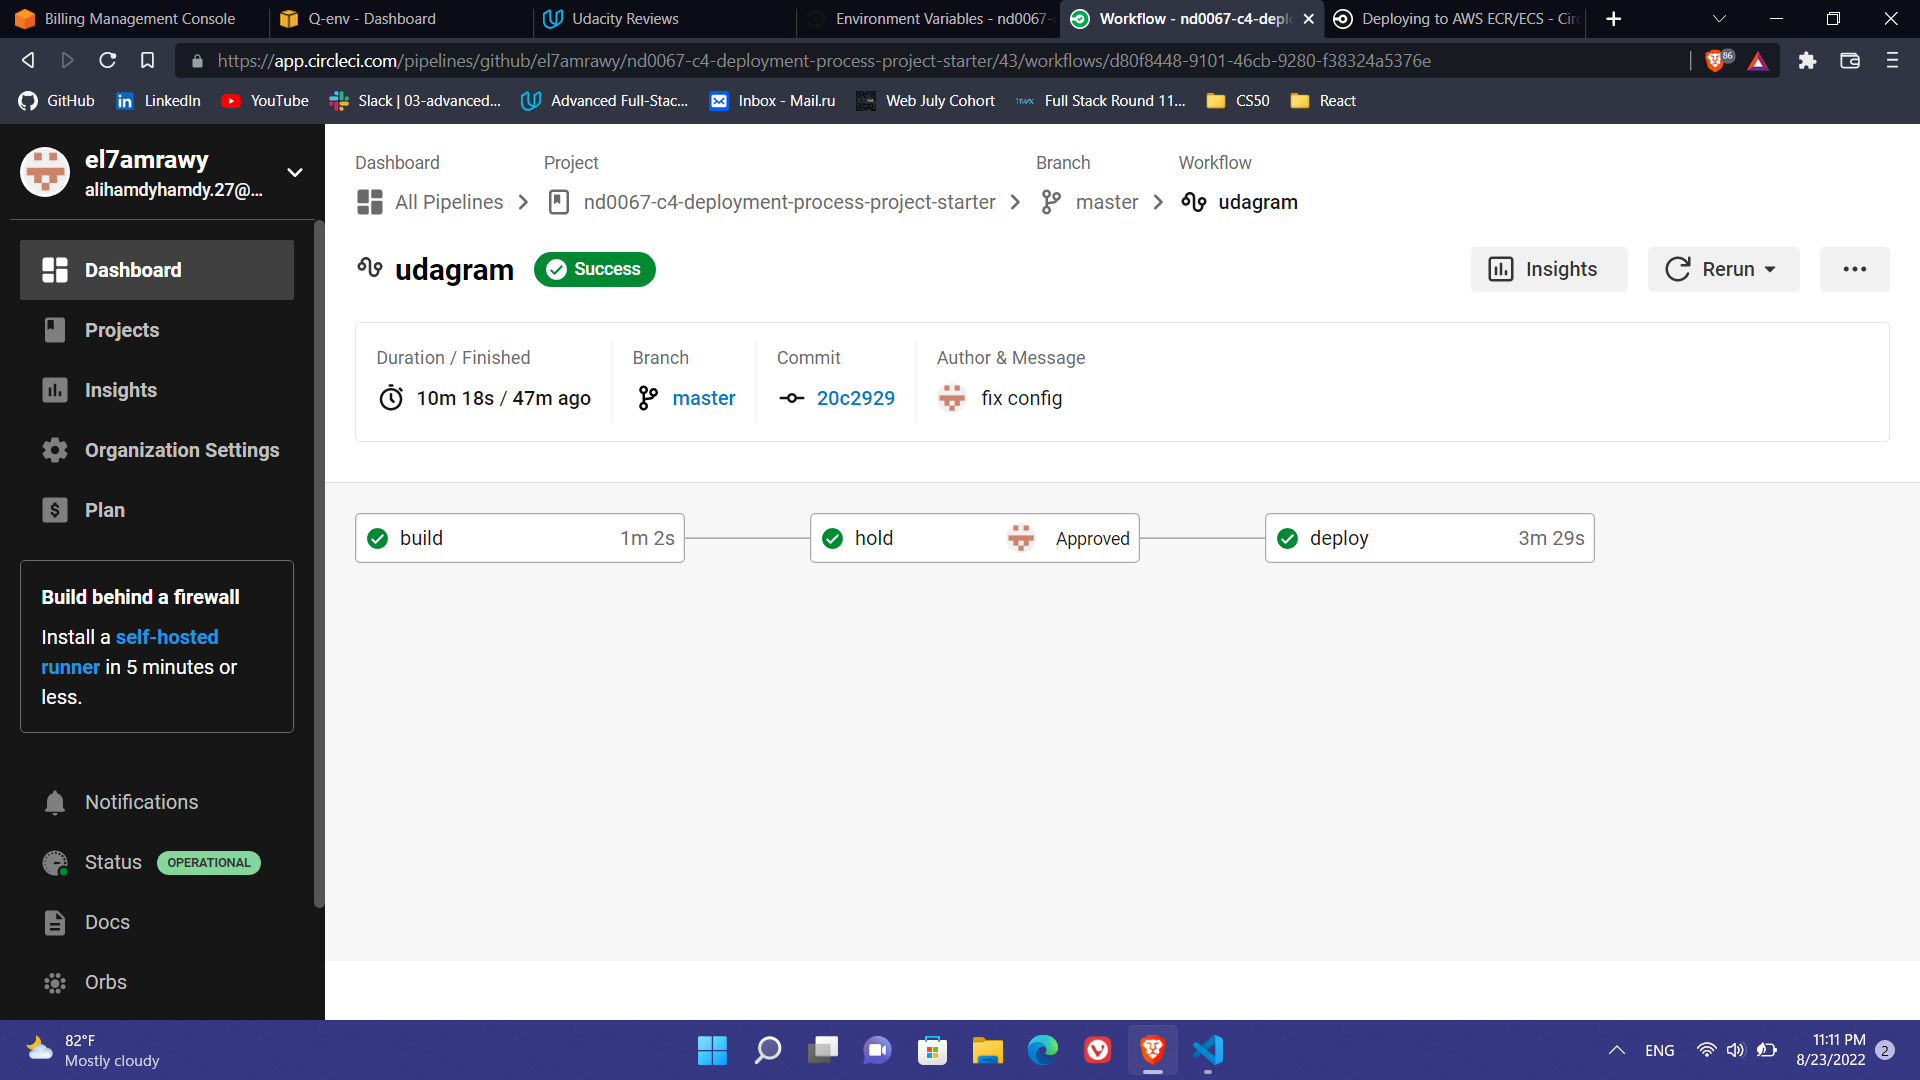 Billing Management Console
Q-env - Dashboard
Udacity Reviews
Environment Variables - nd0067-
Workflow - nd0067-c4-depl
Deploying to AWS ECR/ECS - Cir
https://app.circleci.com/pipelines/github/el7amrawy/nd0067-c4-deployment-process-project-starter/43/workflows/d80f8448-9101-46cb-9280-f38324a5376e
86
GitHub
LinkedIn
YouTube
Slack | 03-advanced...
Advanced Full-Stac...
Inbox - Mail.ru
Web July Cohort
Full Stack Round 11...
CS50
React
el7amrawy
alihamdyhamdy.27@...
Dashboard
Projects
Insights
Organization Settings
Plan
Build behind a firewall
Install a self-hosted
runner in 5 minutes or
less.
Notifications
Status OPERATIONAL
Docs
Orbs
Dashboard
Project
Branch
Workflow
All Pipelines
nd0067-c4-deployment-process-project-starter
master
udagram
udagram
Success
Insights
Rerun
Duration / Finished
10m 18s / 47m ago
Branch
master
Commit
20c2929
Author & Message
fix config
build 1m 2s
hold Approved
deploy 3m 29s
82°F
Mostly cloudy
ENG
11:11 PM
8/23/2022
2